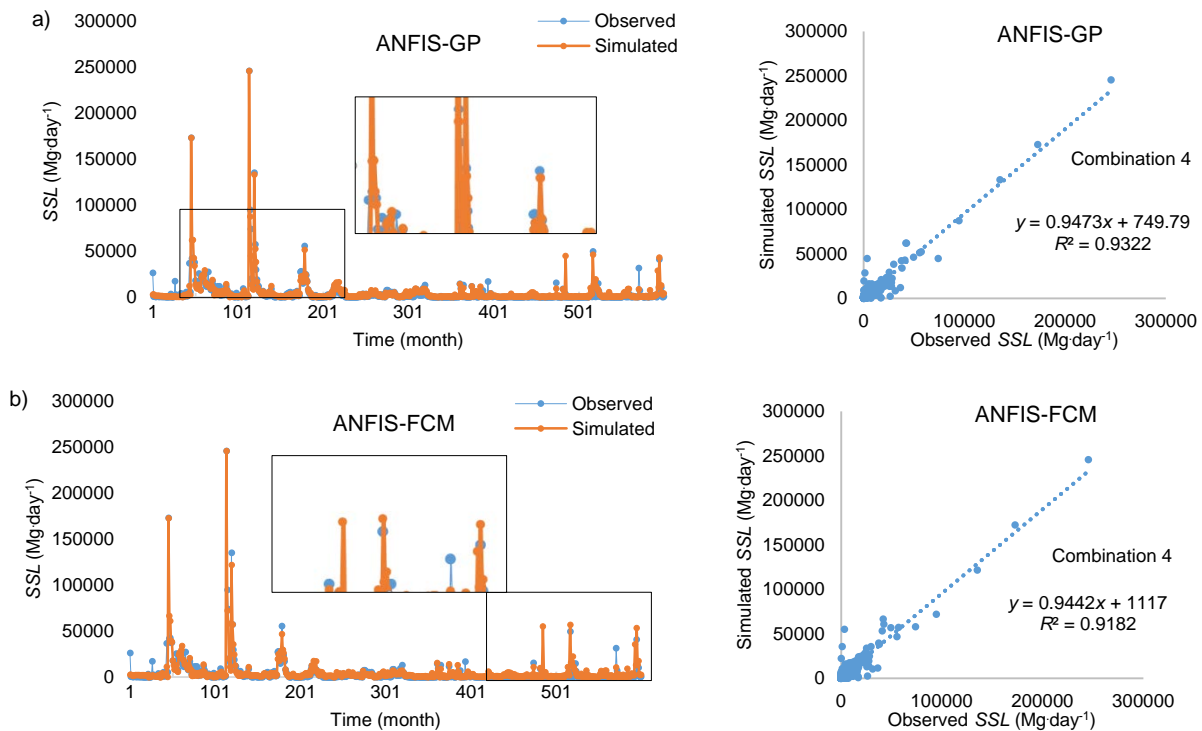 a)
ANFIS-GP
Observed
Simulated
300000
250000
200000
150000
100000
50000
0
SSL (Mg·day⁻¹)
1 101 201 301 401 501
Time (month)
ANFIS-GP
300000
250000
200000
150000
100000
50000
0
Simulated SSL (Mg·day⁻¹)
Combination 4
y = 0.9473x + 749.79
R² = 0.9322
0 100000 200000 300000
Observed SSL (Mg·day⁻¹)
b)
ANFIS-FCM
Observed
Simulated
300000
250000
200000
150000
100000
50000
0
SSL (Mg·day⁻¹)
1 101 201 301 401 501
Time (month)
ANFIS-FCM
300000
250000
200000
150000
100000
50000
0
Simulated SSL (Mg·day⁻¹)
Combination 4
y = 0.9442x + 1117
R² = 0.9182
0 100000 200000 300000
Observed SSL (Mg·day⁻¹)